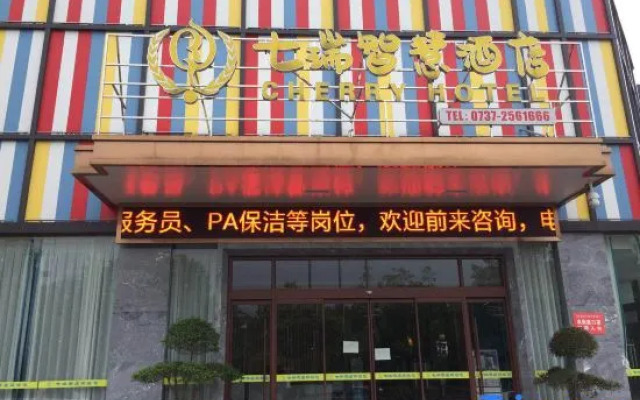 七瑞智慧酒店
CHERRY HOTEL
TEL: 0737-2561666
服务员、PA保洁等岗位，欢迎前来咨询，电